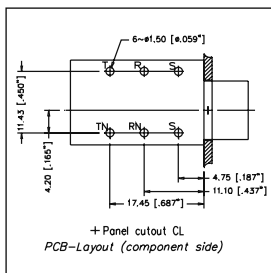 6~ø1.50 [ø.059"]
T R S
11.43 [.450"]
TN RN S
4.20 [.165"]
4.75 [.187"]
11.10 [.437"]
17.45 [.687"]
+ Panel cutout CL
PCB-Layout (component side)